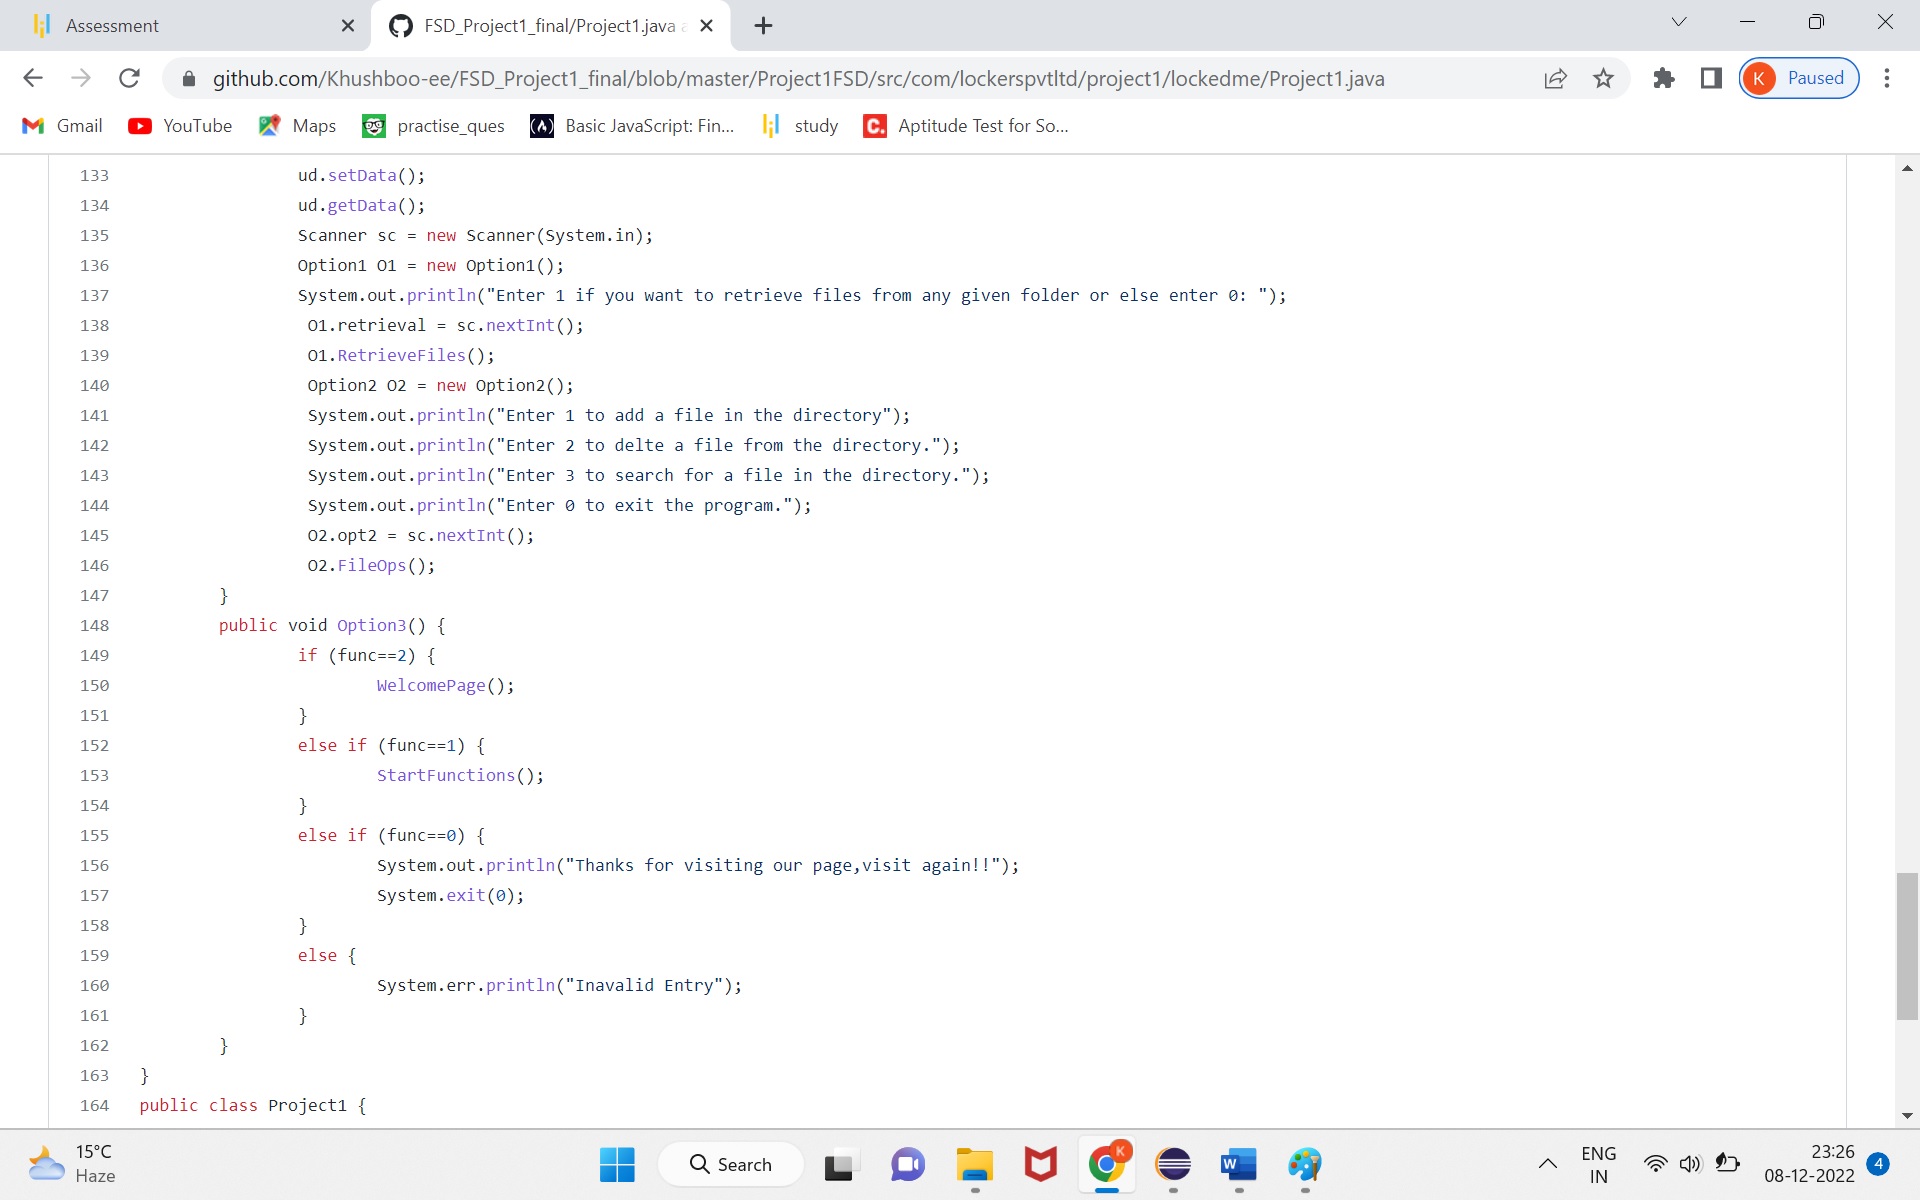 Assessment
FSD_Project1_final/Project1.java a
github.com/Khushboo-ee/FSD_Project1_final/blob/master/Project1FSD/src/com/lockerspvtltd/project1/lockedme/Project1.java
K Paused
Gmail YouTube Maps practise_ques Basic JavaScript: Fin... study Aptitude Test for So...
133 ud.setData();
134 ud.getData();
135 Scanner sc = new Scanner(System.in);
136 Option1 O1 = new Option1();
137 System.out.println("Enter 1 if you want to retrieve files from any given folder or else enter 0: ");
138 O1.retrieval = sc.nextInt();
139 O1.RetrieveFiles();
140 Option2 O2 = new Option2();
141 System.out.println("Enter 1 to add a file in the directory");
142 System.out.println("Enter 2 to delte a file from the directory.");
143 System.out.println("Enter 3 to search for a file in the directory.");
144 System.out.println("Enter 0 to exit the program.");
145 O2.opt2 = sc.nextInt();
146 O2.FileOps();
147 }
148 public void Option3() {
149 if (func==2) {
150 WelcomePage();
151 }
152 else if (func==1) {
153 StartFunctions();
154 }
155 else if (func==0) {
156 System.out.println("Thanks for visiting our page,visit again!!");
157 System.exit(0);
158 }
159 else {
160 System.err.println("Inavalid Entry");
161 }
162 }
163 }
164 public class Project1 {
15°C
Haze
Search
K
W
ENG
IN
23:26
08-12-2022
4